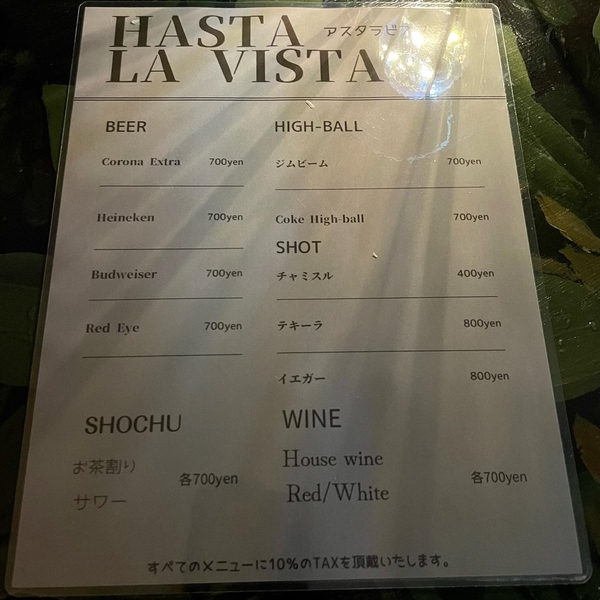 HASTA アスタラビスタ
LA VISTA
BEER
Corona Extra 700yen
Heineken 700yen
Budweiser 700yen
Red Eye 700yen
HIGH-BALL
ジムビーム 700yen
Coke High-ball 700yen
SHOT
チャミスル 400yen
テキーラ 800yen
イエガー 800yen
SHOCHU
お茶割り
各700yen
サワー
WINE
House wine
各700yen
Red/White
すべてのメニューに10%のTAXを頂戴いたします。